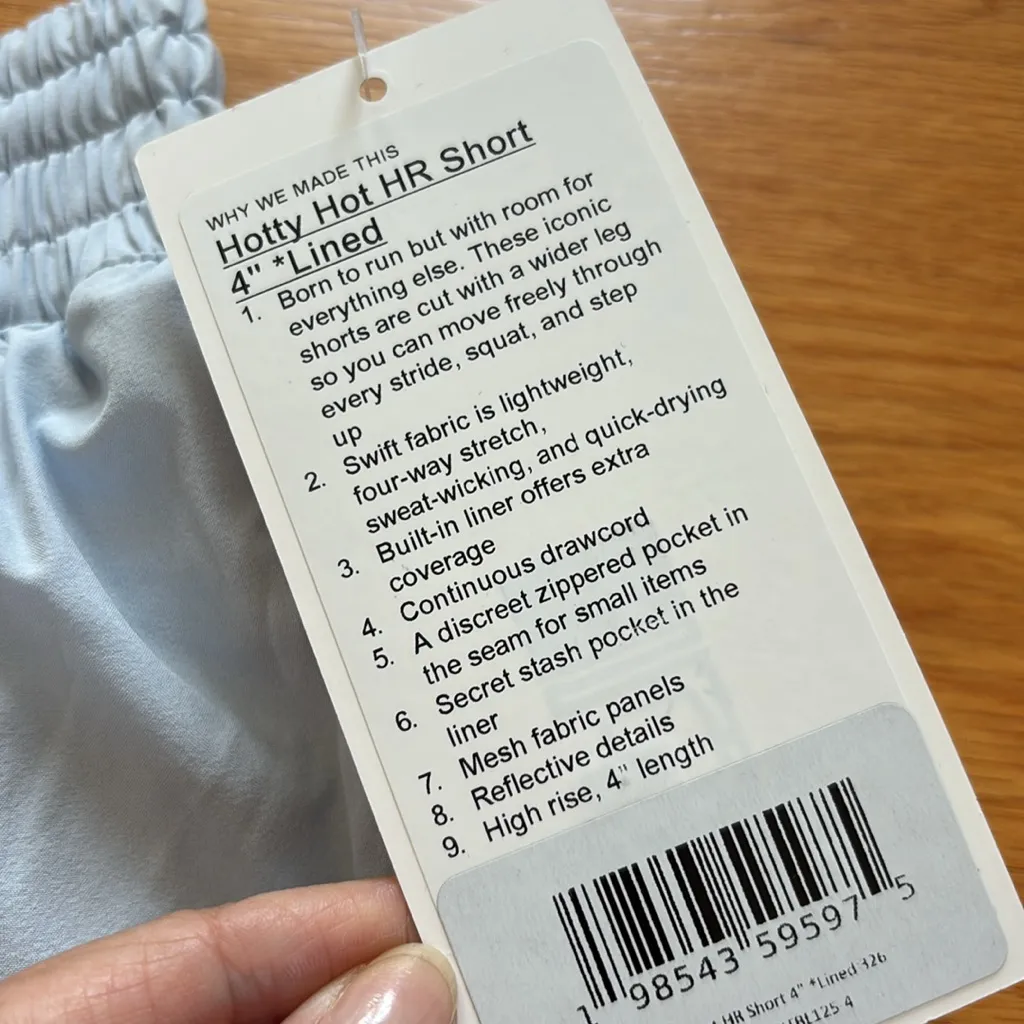 WHY WE MADE THIS
Hotty Hot HR Short
4" *Lined
1. Born to run but with room for
everything else. These iconic
shorts are cut with a wider leg
so you can move freely through
every stride, squat, and step
up
2. Swift fabric is lightweight,
four-way stretch,
sweat-wicking, and quick-drying
3. Built-in liner offers extra
coverage
4. Continuous drawcord
5. A discreet zippered pocket in
the seam for small items
6. Secret stash pocket in the
liner
7. Mesh fabric panels
8. Reflective details
9. High rise, 4" length
1 98543 59597 5
HR Short 4" *Lined 326